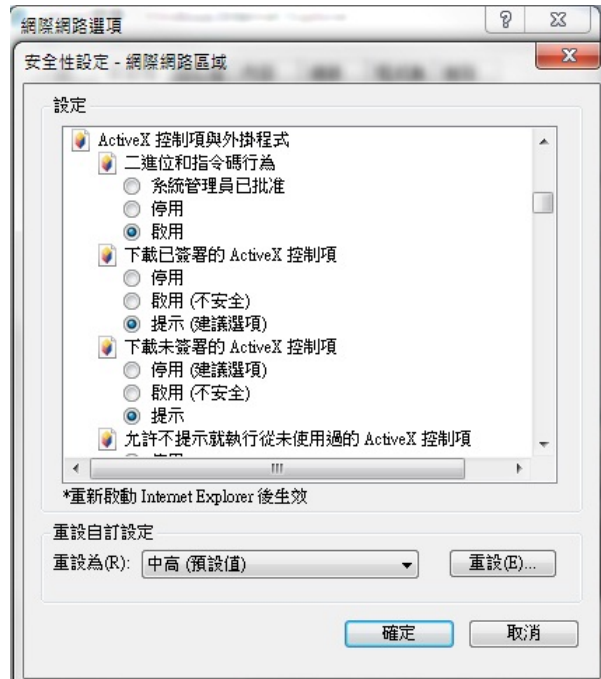 網際網路選項
安全性設定 - 網際網路區域
設定
ActiveX 控制項與外掛程式
二進位和指令碼行為
系統管理員已批准
停用
啟用
下載已簽署的 ActiveX 控制項
停用
啟用 (不安全)
提示 (建議選項)
下載未簽署的 ActiveX 控制項
停用 (建議選項)
啟用 (不安全)
提示
允許不提示就執行從未使用過的 ActiveX 控制項
*重新啟動 Internet Explorer 後生效
重設自訂設定
重設為(R): 中高 (預設值) 重設(E)...
確定 取消